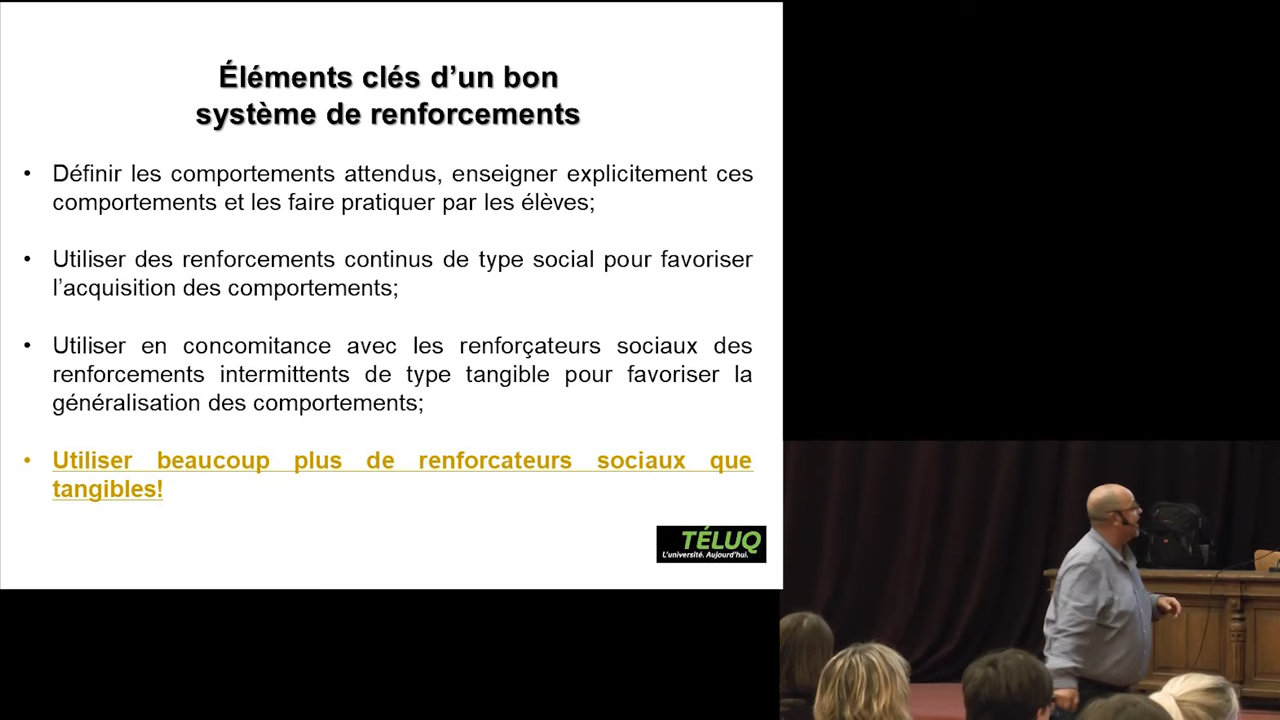 Éléments clés d’un bon
système de renforcements
• Définir les comportements attendus, enseigner explicitement ces
comportements et les faire pratiquer par les élèves;
• Utiliser des renforcements continus de type social pour favoriser
l’acquisition des comportements;
• Utiliser en concomitance avec les renforçateurs sociaux des
renforcements intermittents de type tangible pour favoriser la
généralisation des comportements;
• Utiliser beaucoup plus de renforcateurs sociaux que
tangibles!
TÉLUQ
L’université. Aujourd’hui.